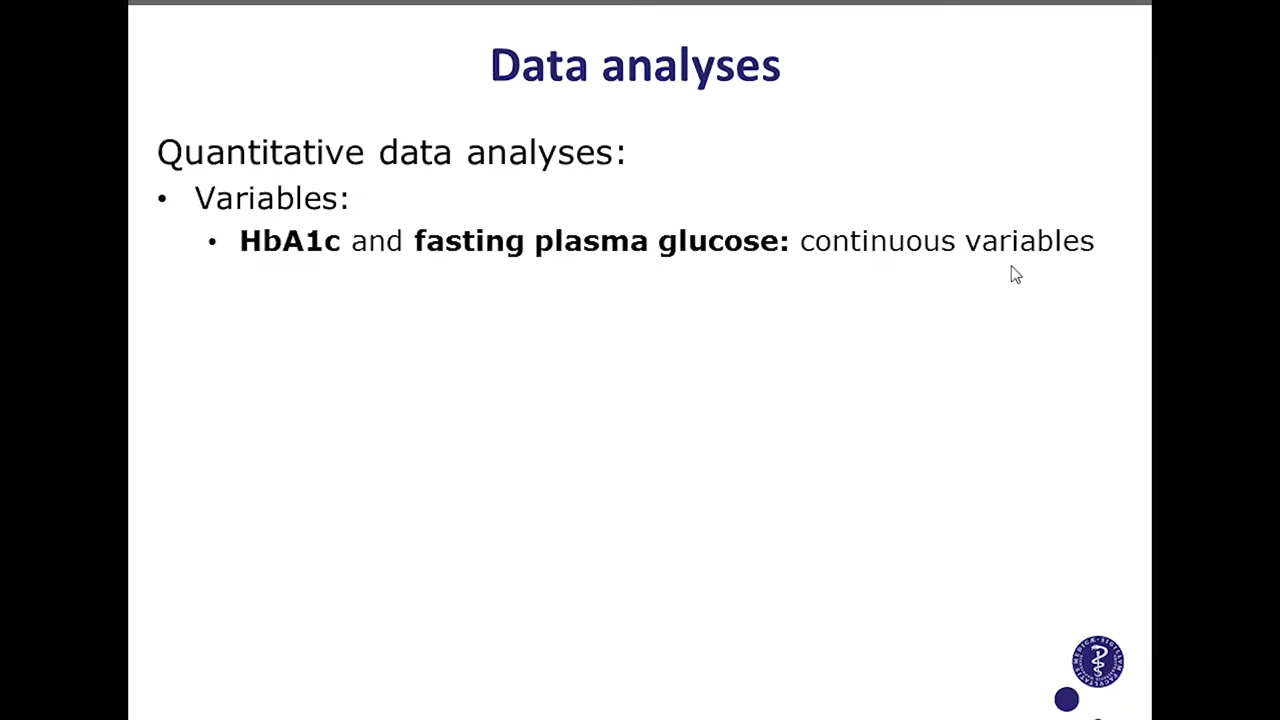 Data analyses
Quantitative data analyses:
• Variables:
• HbA1c and fasting plasma glucose: continuous variables